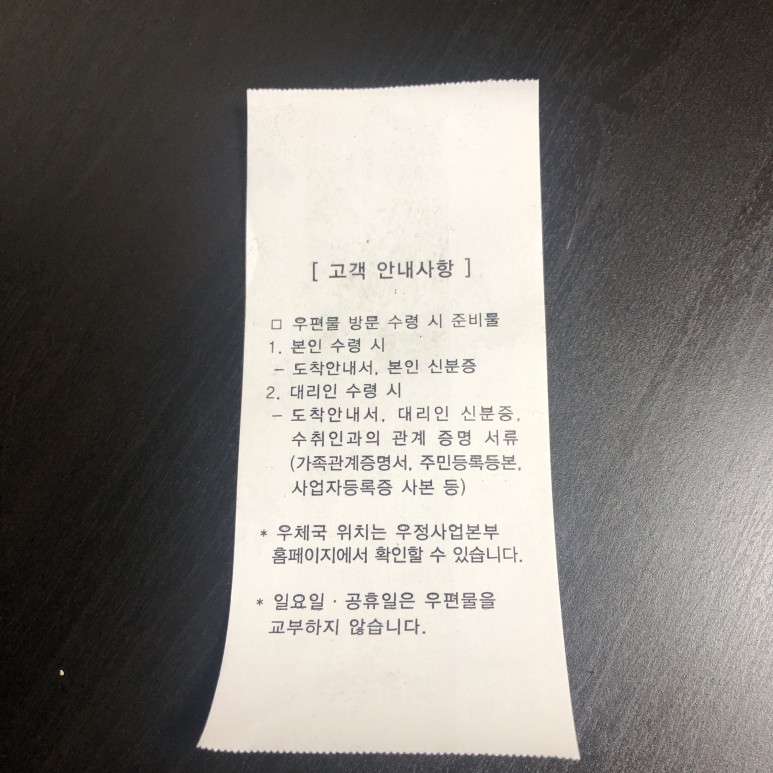 [ 고객 안내사항 ]
□ 우편물 방문 수령 시 준비물
1. 본인 수령 시
- 도착안내서, 본인 신분증
2. 대리인 수령 시
- 도착안내서, 대리인 신분증,
수취인과의 관계 증명 서류
(가족관계증명서, 주민등록등본,
사업자등록증 사본 등)
* 우체국 위치는 우정사업본부
홈페이지에서 확인할 수 있습니다.
* 일요일 · 공휴일은 우편물을
교부하지 않습니다.